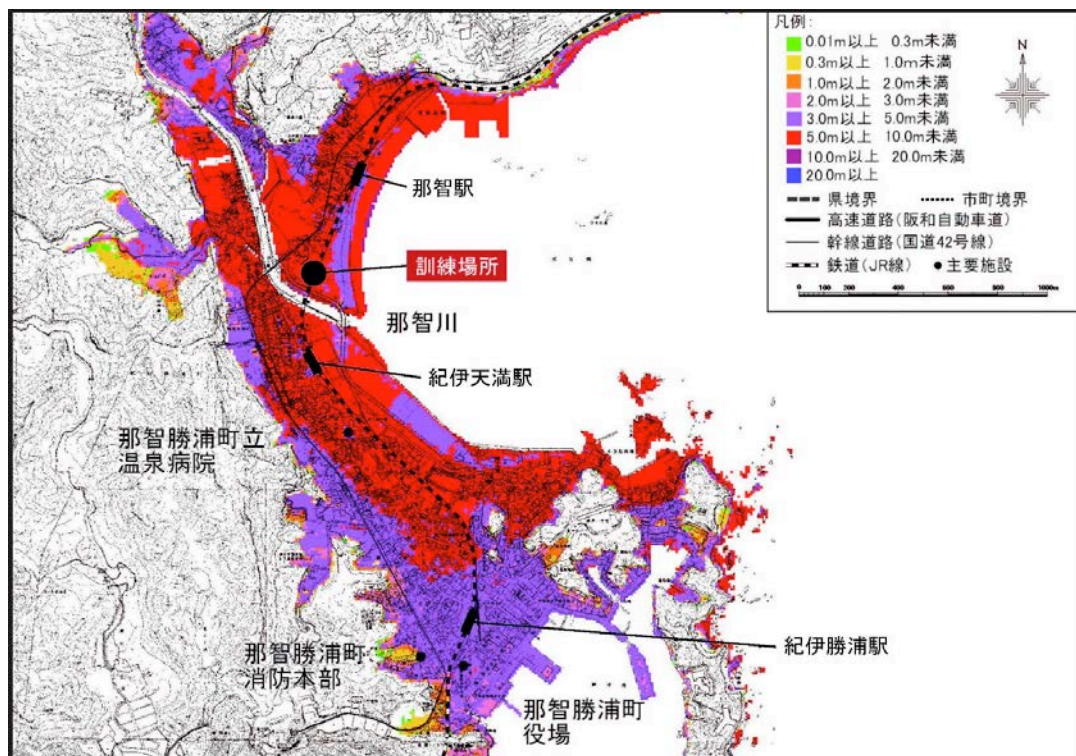 凡例:
0.01m以上 0.3m未満
0.3m以上 1.0m未満
1.0m以上 2.0m未満
2.0m以上 3.0m未満
3.0m以上 5.0m未満
5.0m以上 10.0m未満
10.0m以上 20.0m未満
20.0m以上
県境界 市町境界
高速道路(阪和自動車道)
幹線道路(国道42号線)
鉄道(JR線) 主要施設
0 100 200 300 400 500 1000m
N
那智駅
訓練場所
那智川
紀伊天満駅
那智勝浦町立
温泉病院
紀伊勝浦駅
那智勝浦町
消防本部
那智勝浦町
役場